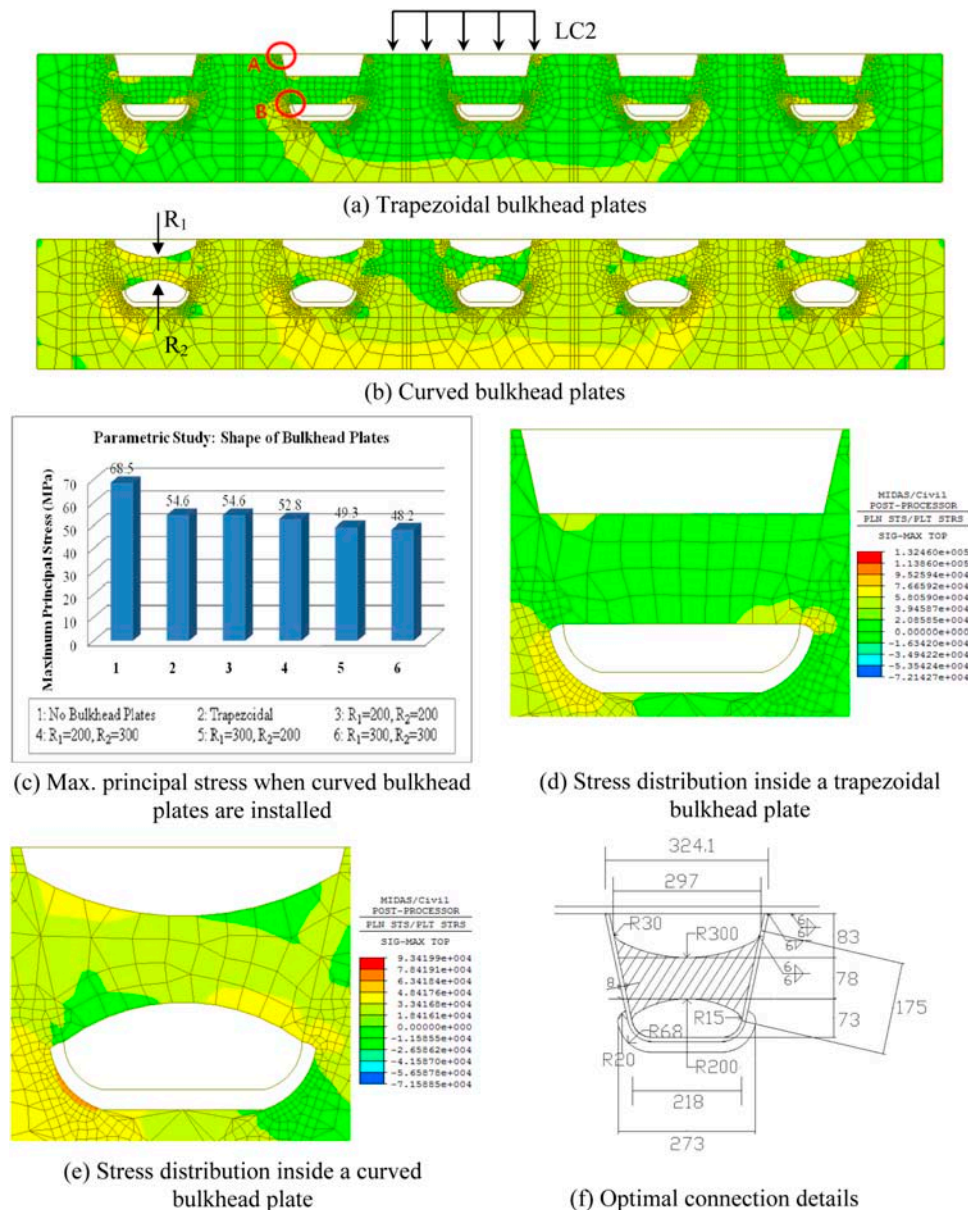 LC2
A
B
(a) Trapezoidal bulkhead plates
R₁
R₂
(b) Curved bulkhead plates
Parametric Study: Shape of Bulkhead Plates
Maximum Principal Stress (MPa)
70
60
50
40
30
20
10
0
68.5
54.6
54.6
52.8
49.3
48.2
1 2 3 4 5 6
1: No Bulkhead Plates 2: Trapezoidal 3: R₁=200, R₂=200
4: R₁=200, R₂=300 5: R₁=300, R₂=200 6: R₁=300, R₂=300
(c) Max. principal stress when curved bulkhead
plates are installed
MIDAS/Civil
POST-PROCESSOR
PLN STS/PLT STRS
SIG-MAX TOP
1.32460e+005
1.13860e+005
9.52594e+004
7.66592e+004
5.80590e+004
3.94587e+004
2.08585e+004
0.00000e+000
-1.63420e+004
-3.49422e+004
-5.35424e+004
-7.21427e+004
(d) Stress distribution inside a trapezoidal
bulkhead plate
MIDAS/Civil
POST-PROCESSOR
PLN STS/PLT STRS
SIG-MAX TOP
9.34199e+004
7.84191e+004
6.34184e+004
4.84176e+004
3.34168e+004
1.84161e+004
0.00000e+000
-1.15855e+004
-2.65862e+004
-4.15870e+004
-5.65878e+004
-7.15885e+004
(e) Stress distribution inside a curved
bulkhead plate
324.1
297
R30
R300
6
6
6
6
6
6
83
78
73
175
8
R15
R68
R20
R200
218
273
(f) Optimal connection details